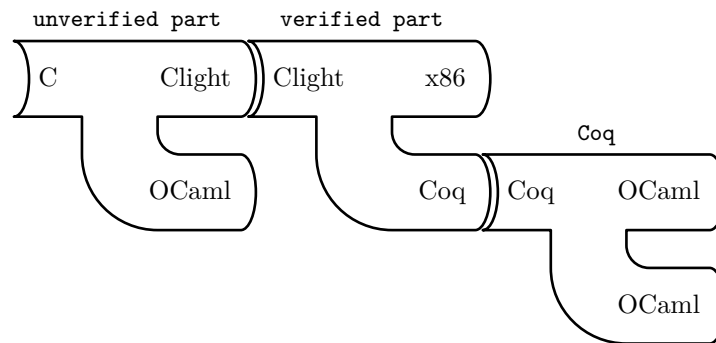 unverified part verified part
C Clight Clight x86
Coq
OCaml Coq Coq OCaml
OCaml